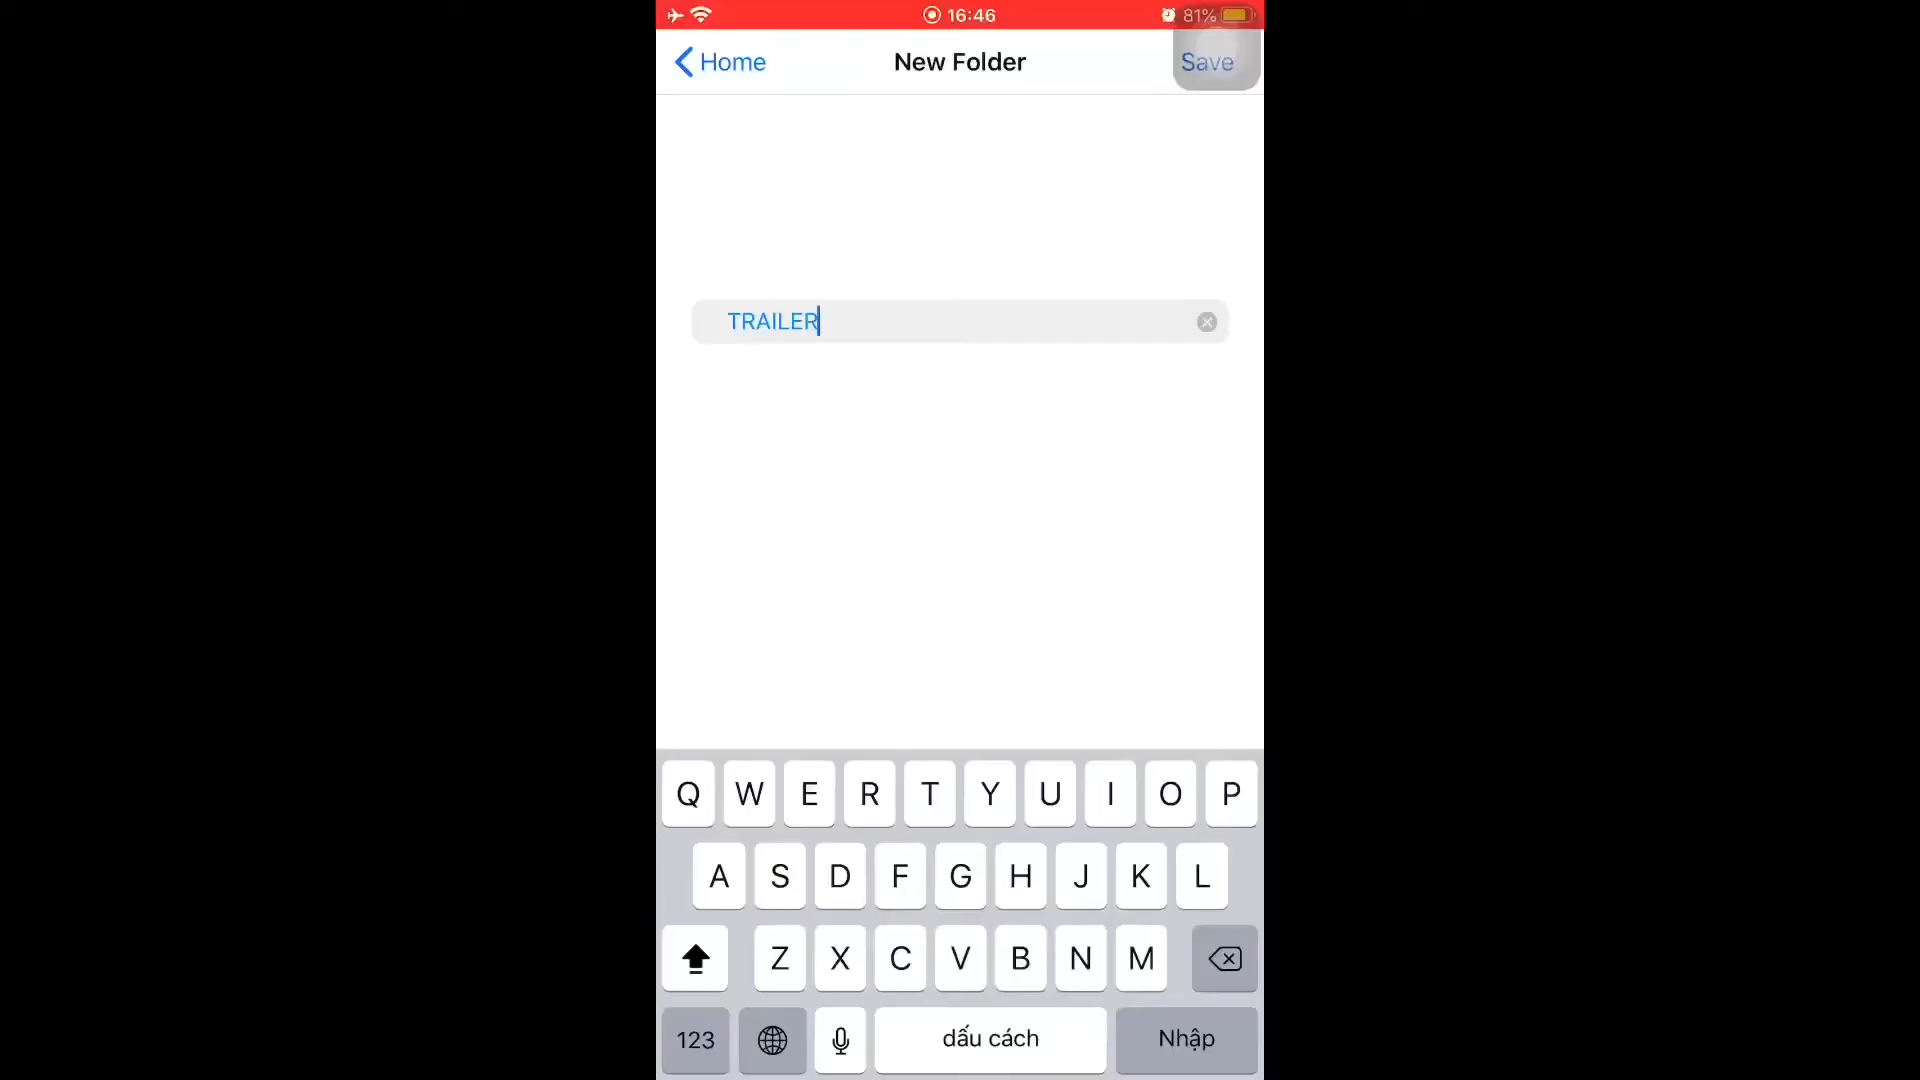 16:46 81%
Home New Folder Save
TRAILER
Q W E R T Y U I O P
A S D F G H J K L
Z X C V B N M
123 dấu cách Nhập